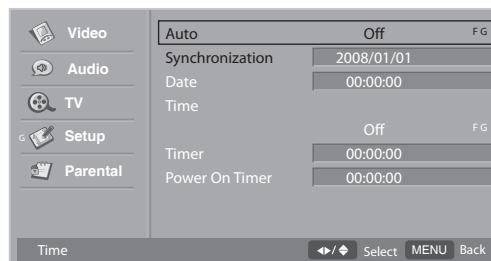 Video
Audio
TV
G Setup
Parental
Auto Off F G
Synchronization 2008/01/01
Date 00:00:00
Time
Off F G
Timer 00:00:00
Power On Timer 00:00:00
Time Select MENU Back